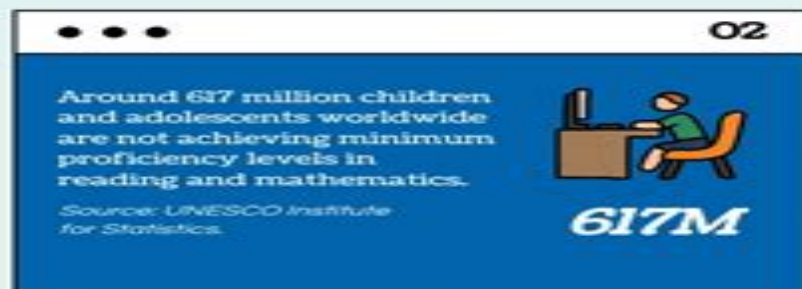 02
Around 617 million children
and adolescents worldwide
are not achieving minimum
proficiency levels in
reading and mathematics.
Source: UNESCO Institute
for Statistics.
617M